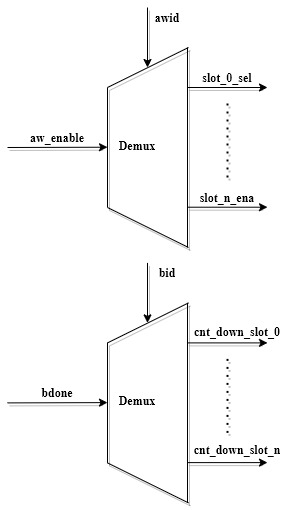 awid
slot_0_sel
aw_enable
Demux
slot_n_ena
bid
cnt_down_slot_0
bdone
Demux
cnt_down_slot_n